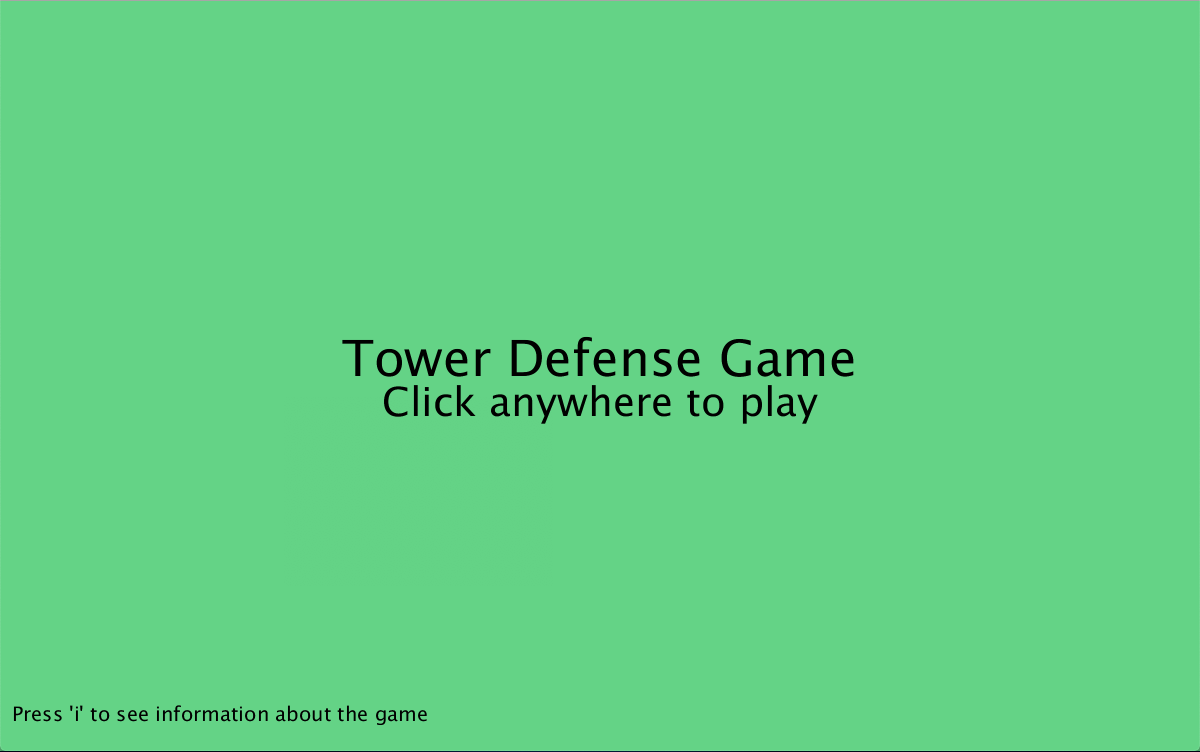 Tower Defense Game
Click anywhere to play
Press 'i' to see information about the game